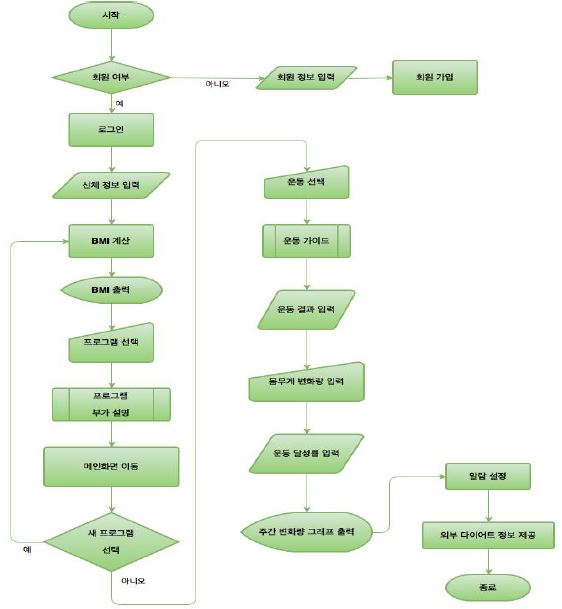 시작
회원 여부
아니오
회원 정보 입력
회원 가입
예
로그인
신체 정보 입력
BMI 계산
BMI 출력
프로그램 선택
프로그램
부가 설명
메인화면 이동
새 프로그램
선택
예
아니오
운동 선택
운동 가이드
운동 결과 입력
몸무게 변화량 입력
운동 달성률 입력
주간 변화량 그래프 출력
알람 설정
외부 다이어트 정보 제공
종료